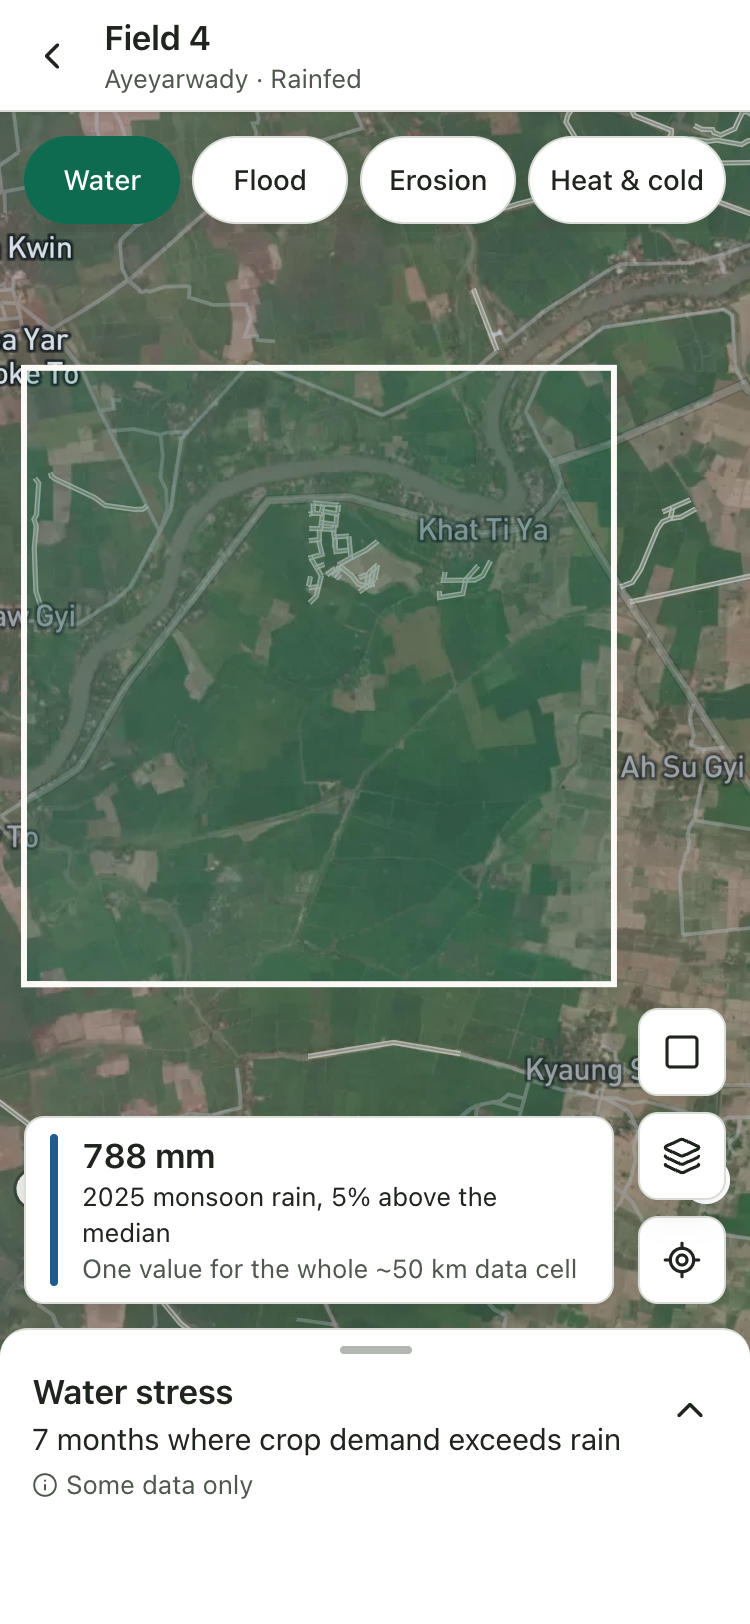 Field 4
Ayeyarwady · Rainfed
Water
Flood
Erosion
Heat & cold
Kwin
a Yar
oke To
Khat Ti Ya
aw Gyi
Ah Su Gyi
To
Kyaung S
788 mm
2025 monsoon rain, 5% above the
median
One value for the whole ~50 km data cell
Water stress
7 months where crop demand exceeds rain
Some data only